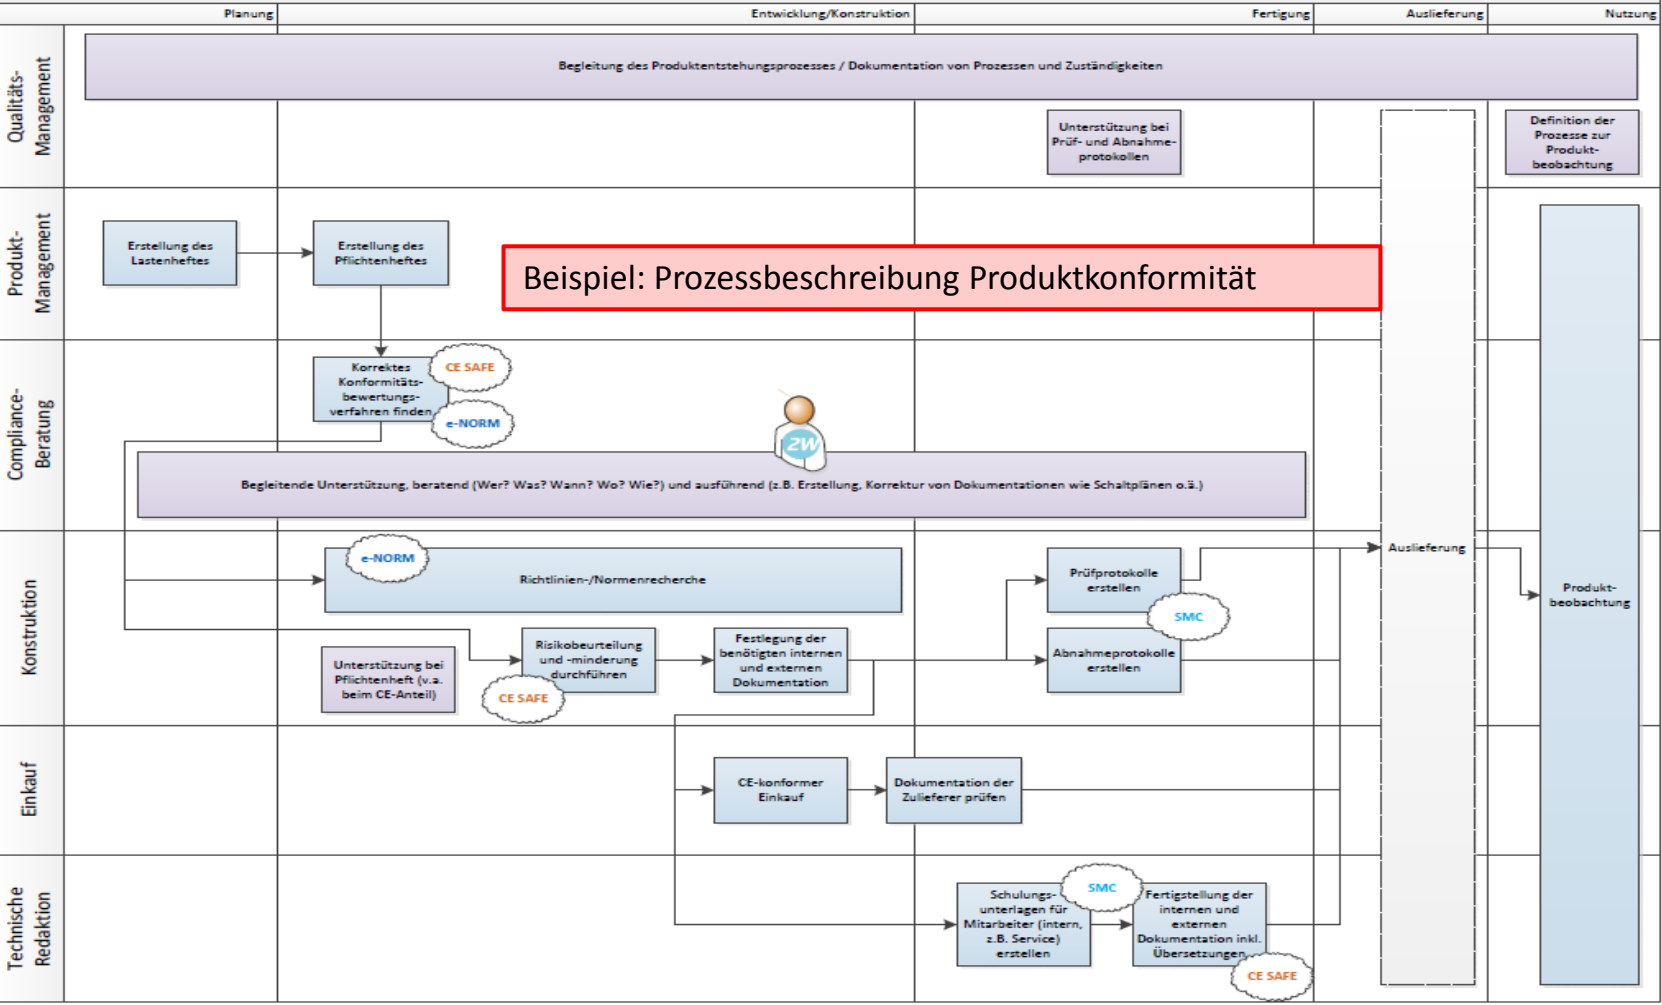 Planung
Entwicklung/Konstruktion
Fertigung
Auslieferung
Nutzung
Qualitäts-
Management
Begleitung des Produktentstehungsprozesses / Dokumentation von Prozessen und Zuständigkeiten
Unterstützung bei
Prüf- und Abnahme-
protokollen
Definition der
Prozesse zur
Produkt-
beobachtung
Produkt-
Management
Erstellung des
Lastenheftes
Erstellung des
Pflichtenheftes
Beispiel: Prozessbeschreibung Produktkonformität
Compliance-
Beratung
Korrektes
Konformitäts-
bewertungs-
verfahren finden
CE SAFE
e-NORM
2W
Begleitende Unterstützung, beratend (Wer? Was? Wann? Wo? Wie?) und ausführend (z.B. Erstellung, Korrektur von Dokumentationen wie Schaltplänen o.ä.)
Konstruktion
e-NORM
Richtlinien-/Normenrecherche
Prüfprotokolle
erstellen
SMC
Auslieferung
Produkt-
beobachtung
Unterstützung bei
Pflichtenheft (v.a.
beim CE-Anteil)
Risikobeurteilung
und -minderung
durchführen
CE SAFE
Festlegung der
benötigten internen
und externen
Dokumentation
Abnahmeprotokolle
erstellen
Einkauf
CE-konformer
Einkauf
Dokumentation der
Zulieferer prüfen
Technische
Redaktion
Schulungs-
unterlagen für
Mitarbeiter (intern,
z.B. Service)
erstellen
SMC
Fertigstellung der
internen und
externen
Dokumentation inkl.
Übersetzungen
CE SAFE